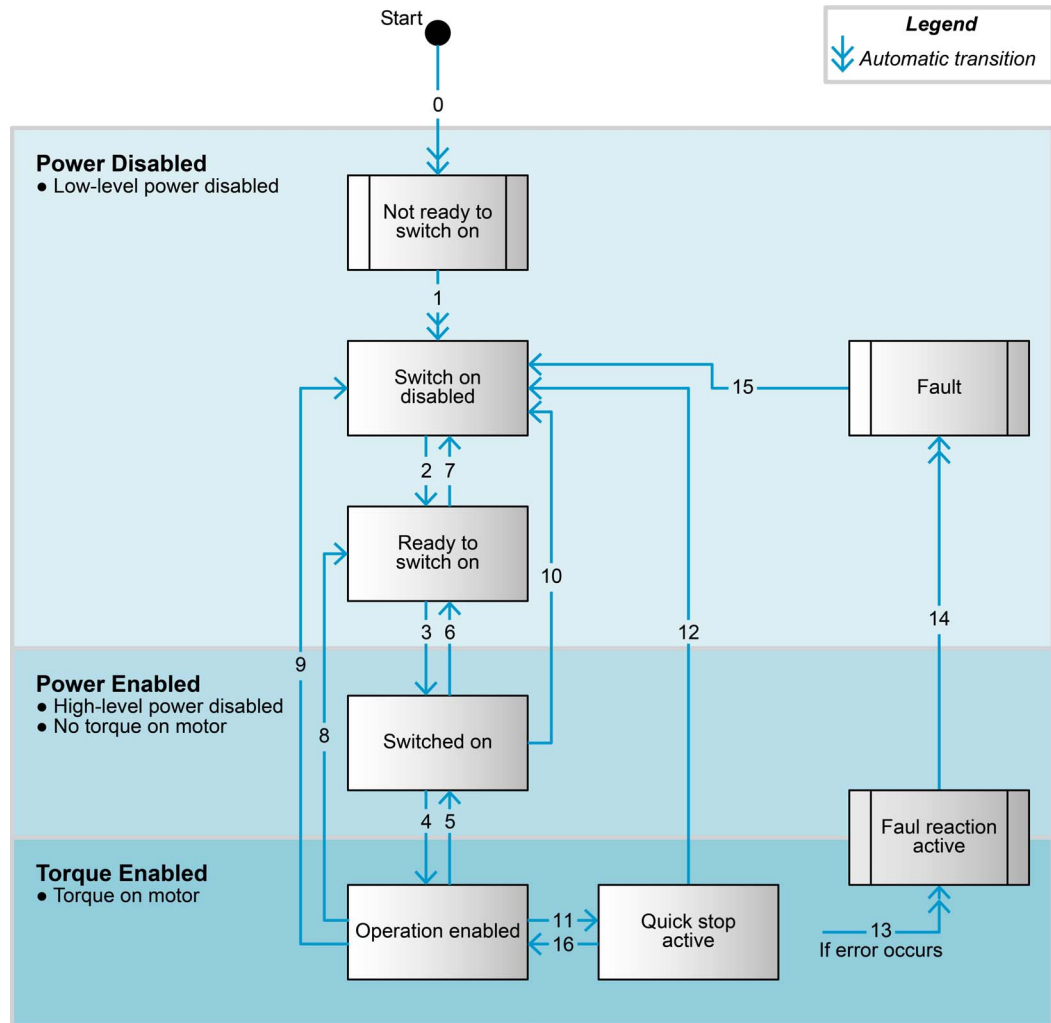 Start
Legend
Automatic transition
0
Power Disabled
● Low-level power disabled
Not ready to
switch on
1
Switch on
disabled
15
Fault
2
7
Ready to
switch on
10
3
6
12
14
9
Power Enabled
● High-level power disabled
● No torque on motor
8
Switched on
4
5
Faul reaction
active
Torque Enabled
● Torque on motor
Operation enabled
11
16
Quick stop
active
13
If error occurs